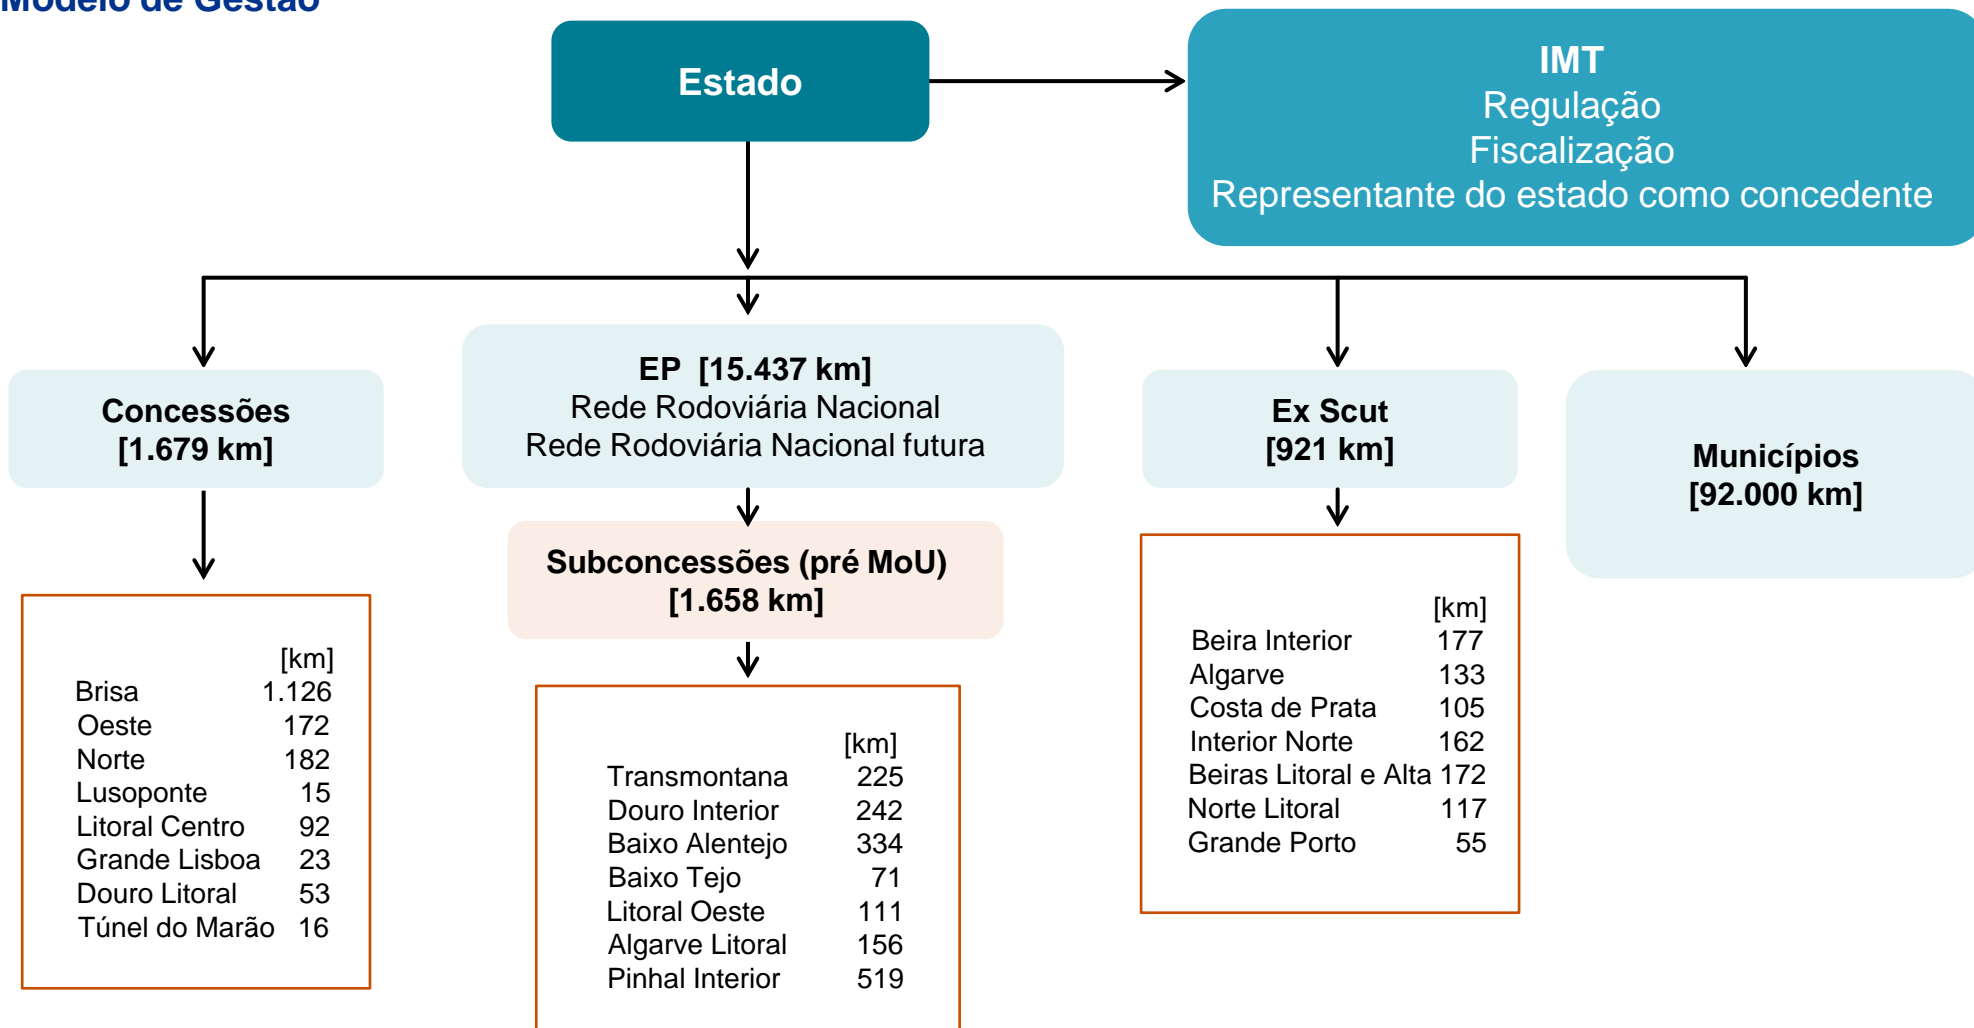 Modelo de Gestão
Estado
IMT
Regulação
Fiscalização
Representante do estado como concedente
Concessões
[1.679 km]
EP [15.437 km]
Rede Rodoviária Nacional
Rede Rodoviária Nacional futura
Ex Scut
[921 km]
Municípios
[92.000 km]
Subconcessões (pré MoU)
[1.658 km]
[km]
Brisa 1.126
Oeste 172
Norte 182
Lusoponte 15
Litoral Centro 92
Grande Lisboa 23
Douro Litoral 53
Túnel do Marão 16
[km]
Transmontana 225
Douro Interior 242
Baixo Alentejo 334
Baixo Tejo 71
Litoral Oeste 111
Algarve Litoral 156
Pinhal Interior 519
[km]
Beira Interior 177
Algarve 133
Costa de Prata 105
Interior Norte 162
Beiras Litoral e Alta 172
Norte Litoral 117
Grande Porto 55